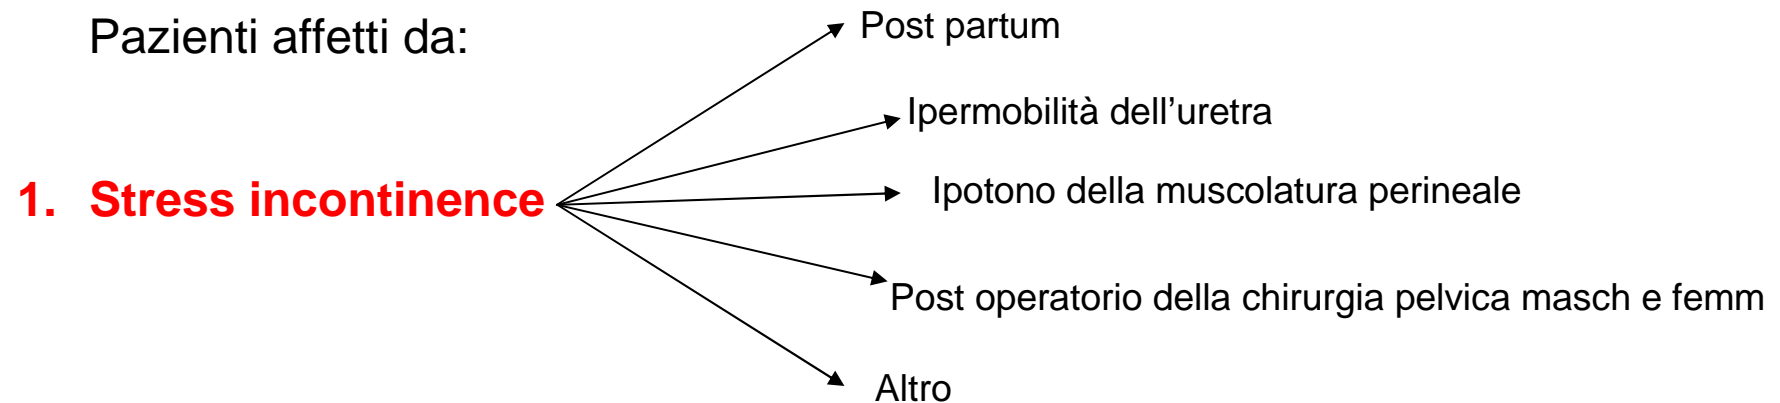 Pazienti affetti da:
Post partum
Ipermobilità dell’uretra
1. Stress incontinence
Ipotono della muscolatura perineale
Post operatorio della chirurgia pelvica masch e femm
Altro